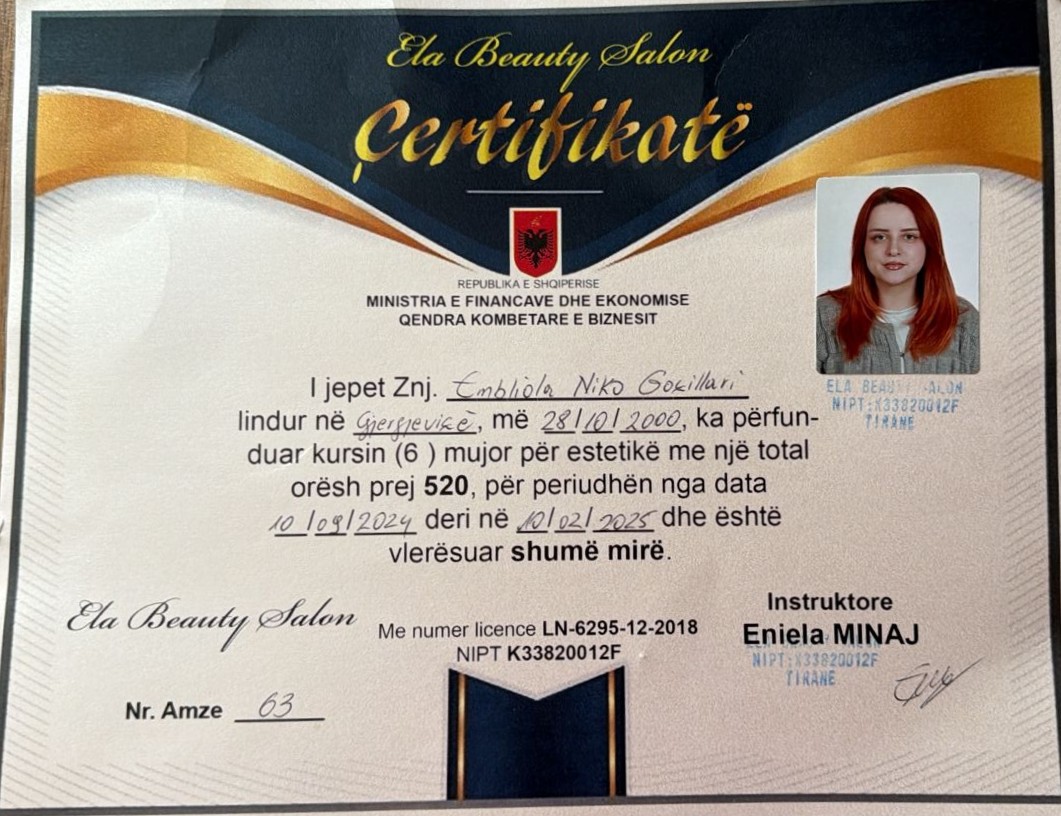 Ela Beauty Salon
Çertifikatë
REPUBLIKA E SHQIPERISE
MINISTRIA E FINANCAVE DHE EKONOMISE
QENDRA KOMBETARE E BIZNESIT
ELA BEAUTY SALON
NIPT:K33820012F
TIRANE
I jepet Znj. Embliola Niko Gokillari
lindur në Gjergjevicë, më 28/10/2000, ka përfun-
duar kursin (6 ) mujor për estetikë me një total
orësh prej 520, për periudhën nga data
10/09/2024 deri në 10/02/2025 dhe është
vlerësuar shumë mirë.
Ela Beauty Salon
Me numer licence LN-6295-12-2018
NIPT K33820012F
Instruktore
Eniela MINAJ
NIPT:K33820012F
TIRANE
Nr. Amze 63